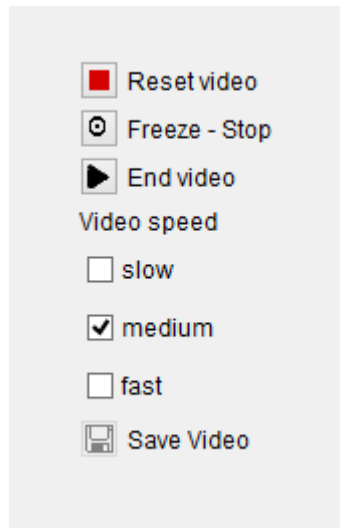 Reset video
Freeze - Stop
End video
Video speed
slow
medium
fast
Save Video